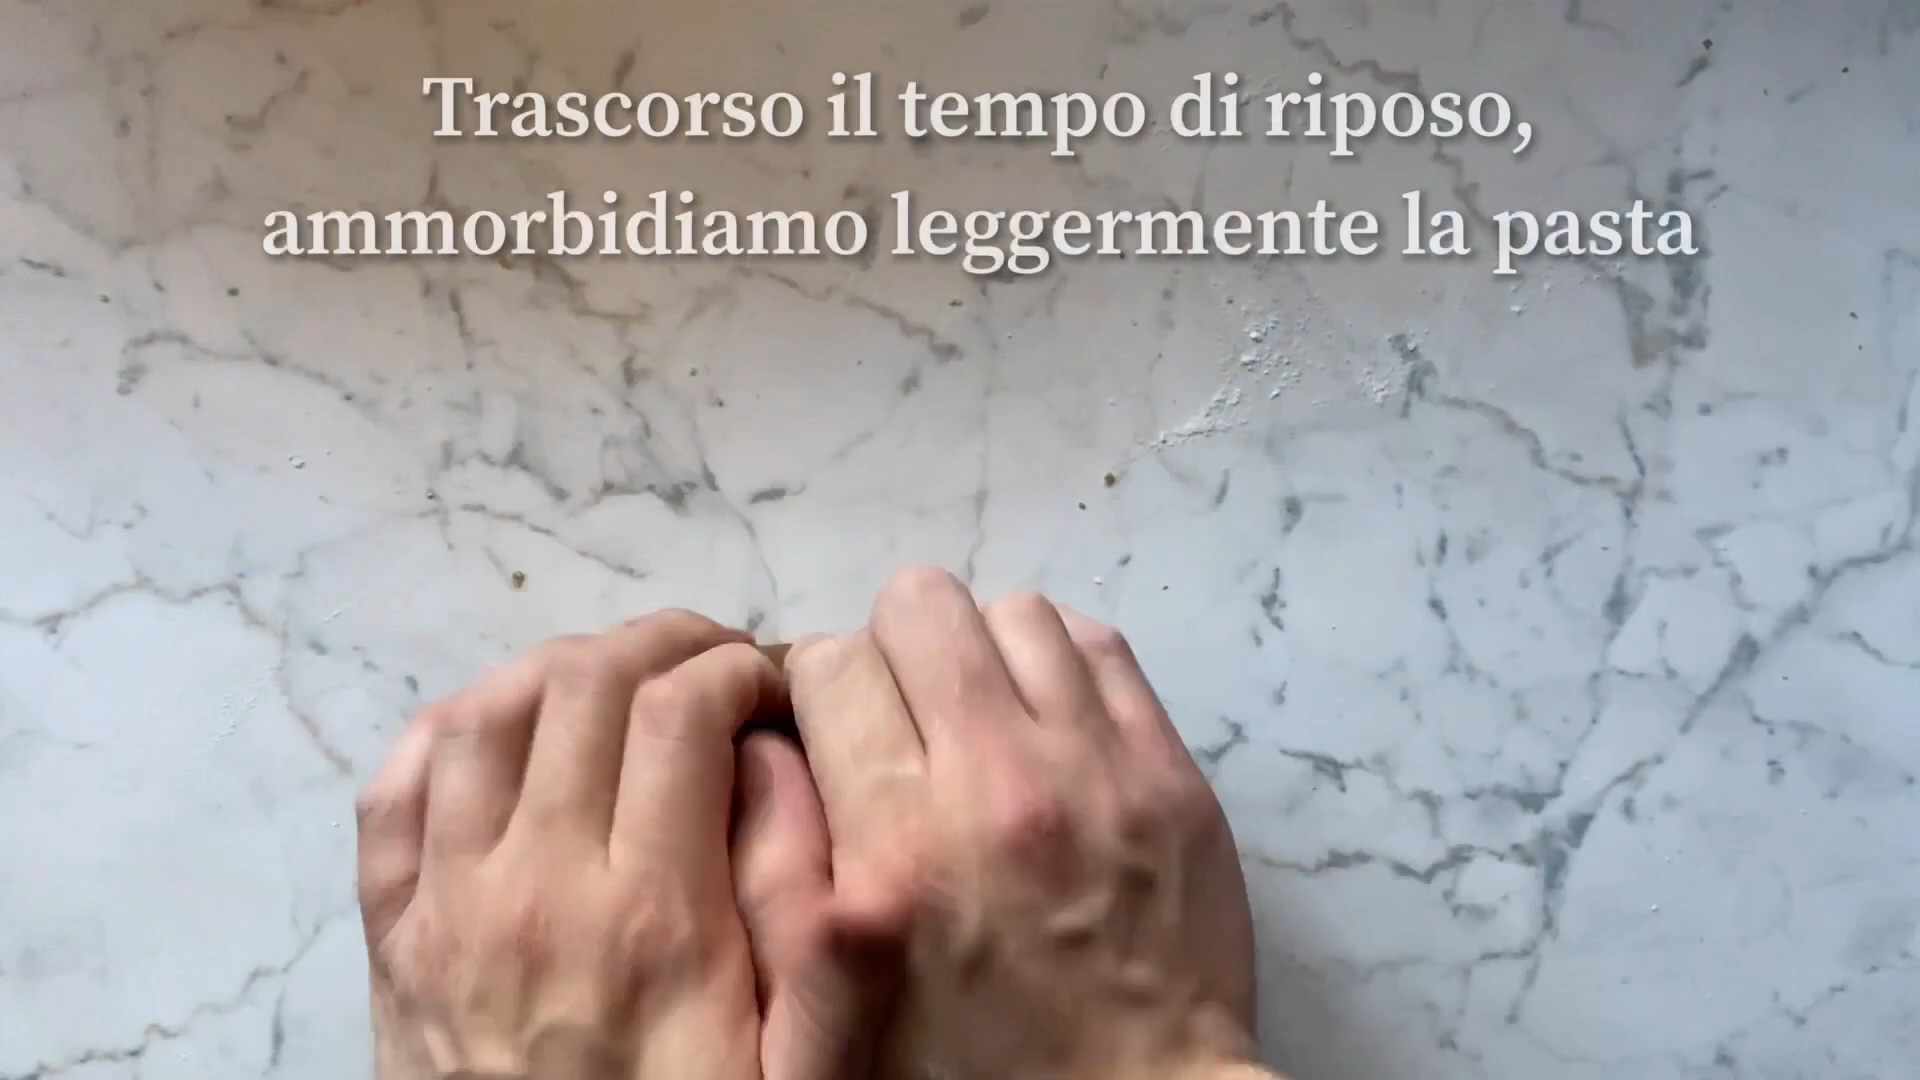 Trascorso il tempo di riposo,
ammorbidiamo leggermente la pasta